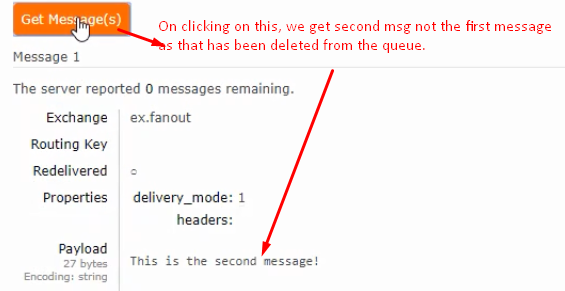 Get Message(s)
On clicking on this, we get second msg not the first message
as that has been deleted from the queue.
Message 1
The server reported 0 messages remaining.
Exchange ex.fanout
Routing Key
Redelivered ○
Properties delivery_mode: 1
headers:
Payload
27 bytes
Encoding: string
This is the second message!